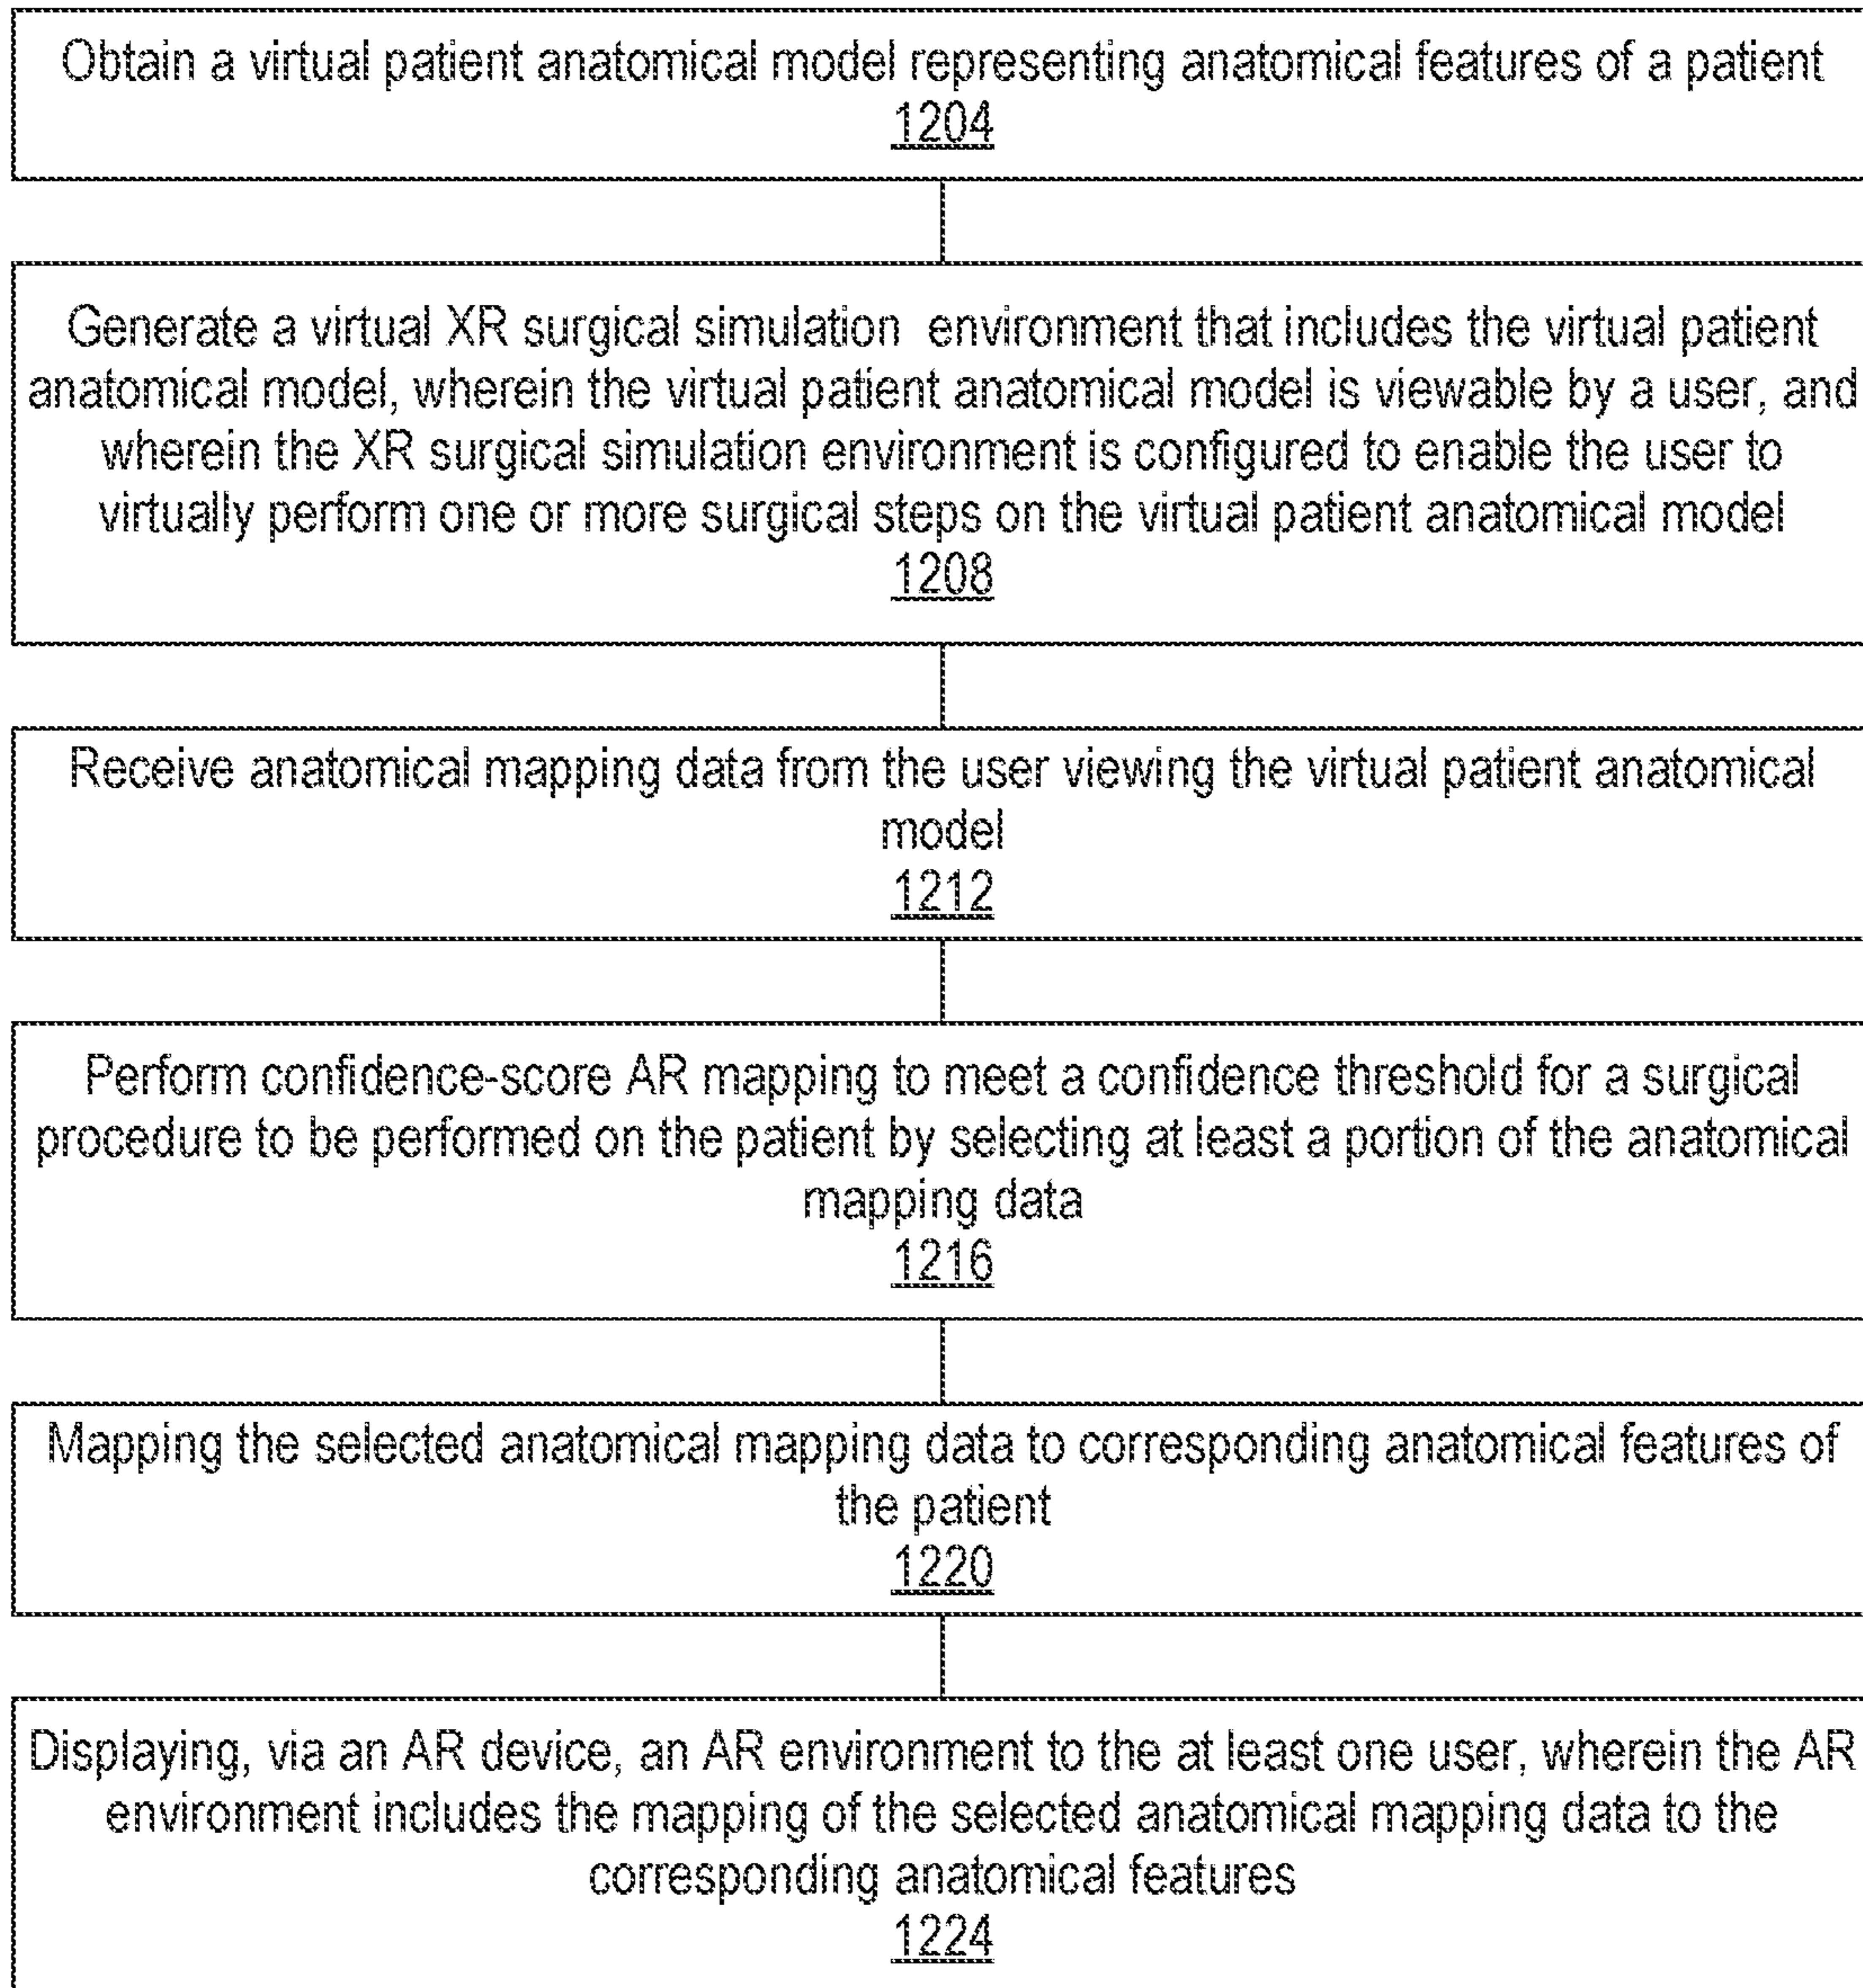 Obtain a virtual patient anatomical model representing anatomical features of a patient
1204
Generate a virtual XR surgical simulation environment that includes the virtual patient
anatomical model, wherein the virtual patient anatomical model is viewable by a user, and
wherein the XR surgical simulation environment is configured to enable the user to
virtually perform one or more surgical steps on the virtual patient anatomical model
1208
Receive anatomical mapping data from the user viewing the virtual patient anatomical
model
1212
Perform confidence-score AR mapping to meet a confidence threshold for a surgical
procedure to be performed on the patient by selecting at least a portion of the anatomical
mapping data
1216
Mapping the selected anatomical mapping data to corresponding anatomical features of
the patient
1220
Displaying, via an AR device, an AR environment to the at least one user, wherein the AR
environment includes the mapping of the selected anatomical mapping data to the
corresponding anatomical features
1224